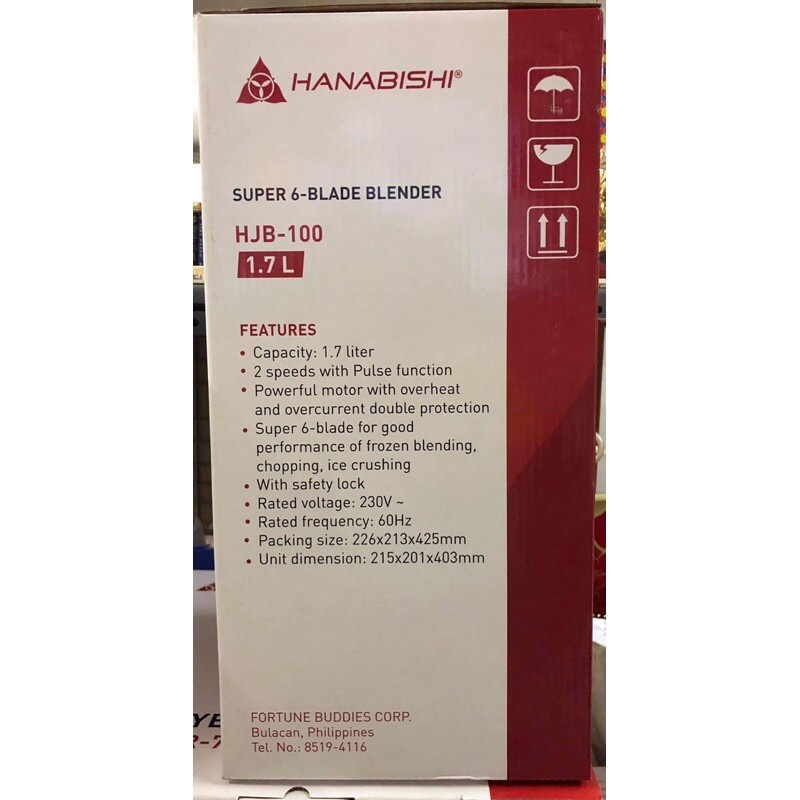 HANABISHI®
SUPER 6-BLADE BLENDER
HJB-100
1.7 L
FEATURES
• Capacity: 1.7 liter
• 2 speeds with Pulse function
• Powerful motor with overheat
and overcurrent double protection
• Super 6-blade for good
performance of frozen blending,
chopping, ice crushing
• With safety lock
• Rated voltage: 230V ~
• Rated frequency: 60Hz
• Packing size: 226x213x425mm
• Unit dimension: 215x201x403mm
FORTUNE BUDDIES CORP.
Bulacan, Philippines
Tel. No.: 8519-4116